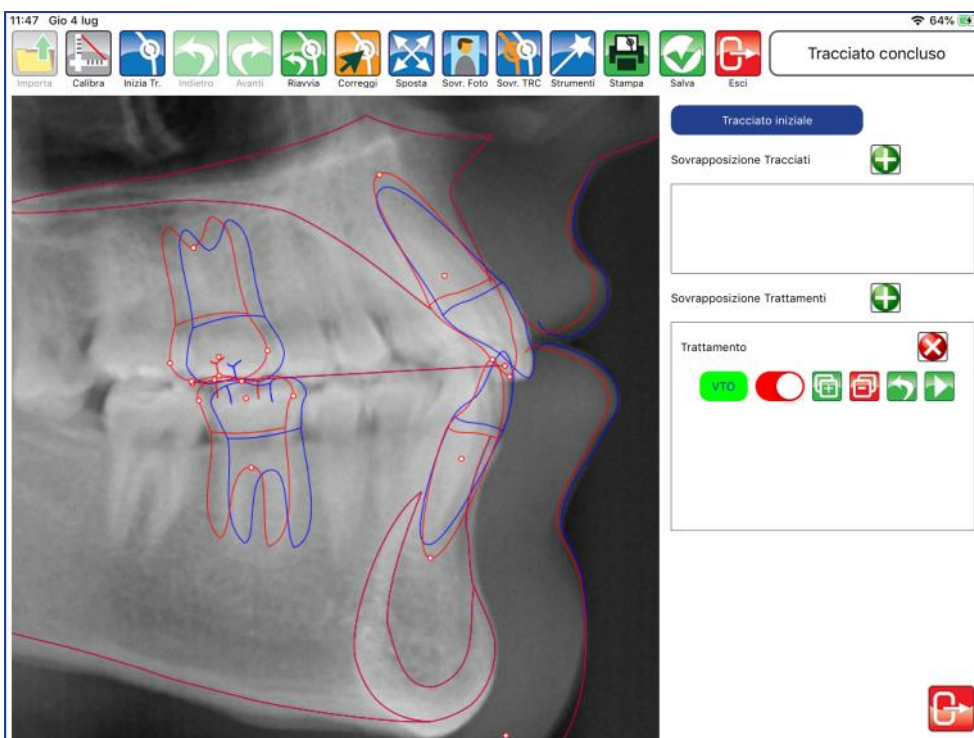 11:47 Gio 4 lug
64%
Importa Calibra Inizia Tr. Indietro Avanti Riavvia Correggi Sposta Sovr. Foto Sovr. TRC Strumenti Stampa Salva Esci
Tracciato concluso
Tracciato iniziale
Sovrapposizione Tracciati
Sovrapposizione Trattamenti
Trattamento
VTO